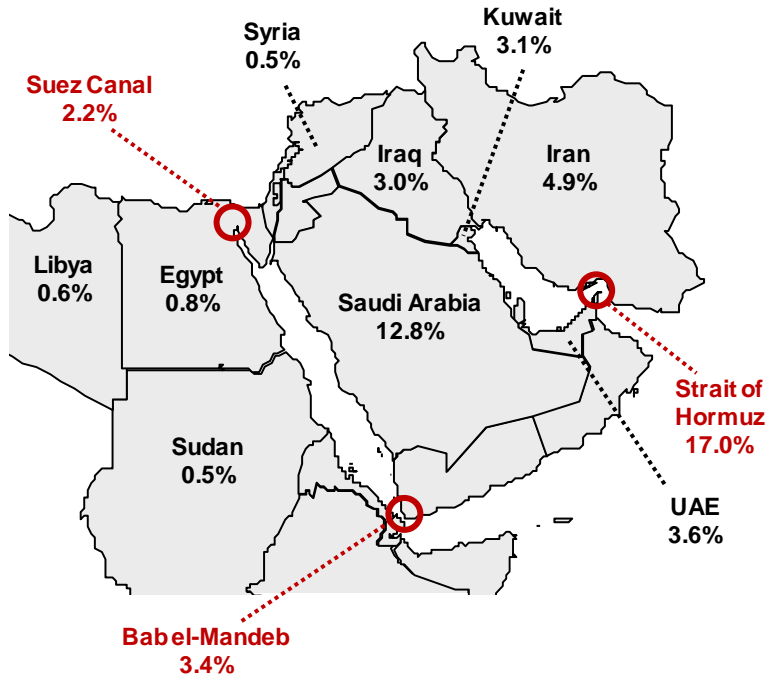 Syria
0.5%
Kuwait
3.1%
Suez Canal
2.2%
Iraq
3.0%
Iran
4.9%
Libya
0.6%
Egypt
0.8%
Saudi Arabia
12.8%
Strait of
Hormuz
17.0%
Sudan
0.5%
UAE
3.6%
Bab el-Mandeb
3.4%